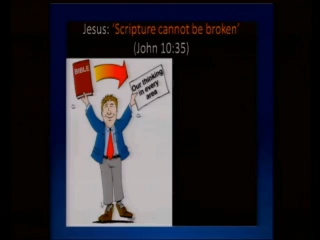 Jesus: 'Scripture cannot be broken'
(John 10:35)
BIBLE
Our thinking
in every
area